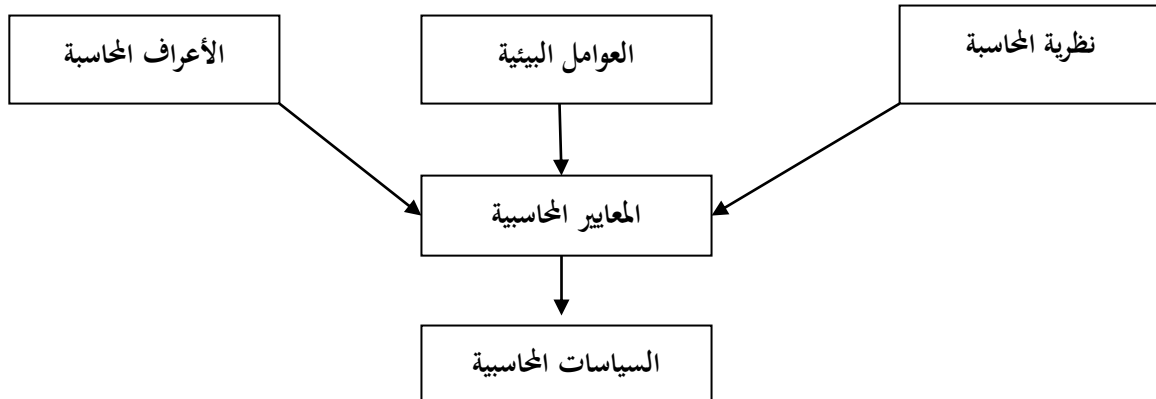 نظرية المحاسبة
العوامل البيئية
الأعراف المحاسبة
المعايير المحاسبية
السياسات المحاسبية